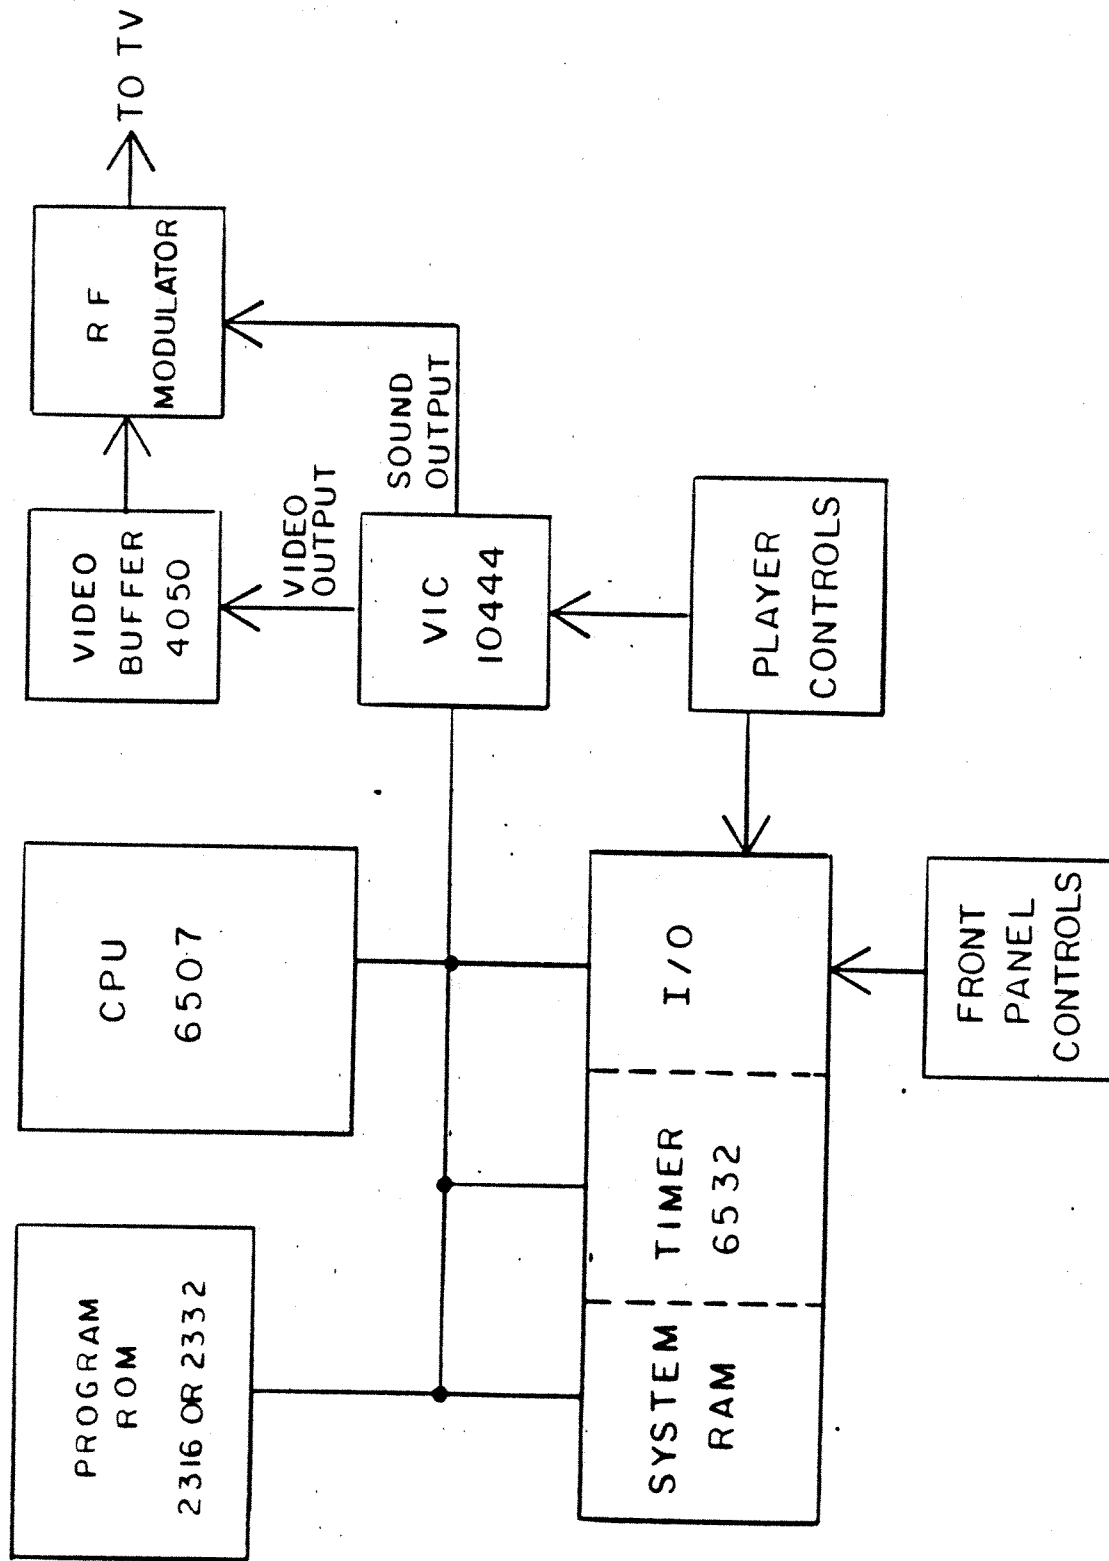 PROGRAM
ROM
2316 OR 2332
CPU
6507
VIDEO
BUFFER
4050
RF
MODULATOR
TO TV
VIDEO
OUTPUT
SOUND
OUTPUT
VIC
10444
SYSTEM
RAM
TIMER
6532
I/O
PLAYER
CONTROLS
FRONT
PANEL
CONTROLS